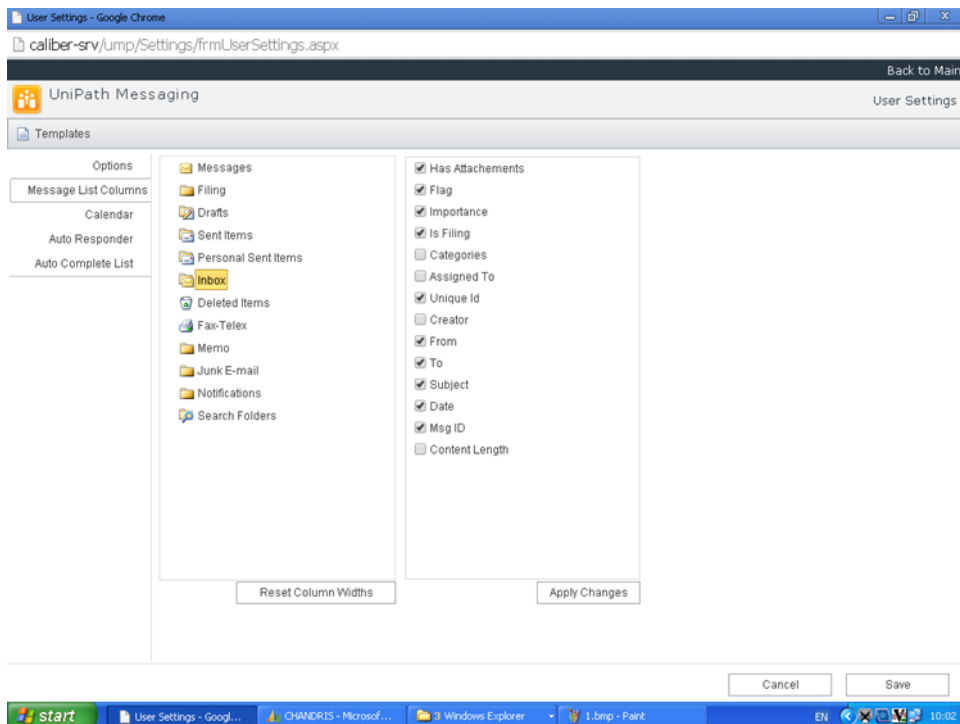 User Settings - Google Chrome
caliber-srv/ump/Settings/frmUserSettings.aspx
Back to Main
UniPath Messaging
User Settings
Templates
Options
Message List Columns
Calendar
Auto Responder
Auto Complete List
Messages
Filing
Drafts
Sent Items
Personal Sent Items
Inbox
Deleted Items
Fax-Telex
Memo
Junk E-mail
Notifications
Search Folders
Has Attachements
Flag
Importance
Is Filing
Categories
Assigned To
Unique Id
Creator
From
To
Subject
Date
Msg ID
Content Length
Reset Column Widths
Apply Changes
Cancel
Save
start
User Settings - Googl...
CHANDRIS - Microsof...
3 Windows Explorer
1.bmp - Paint
EN
10:02